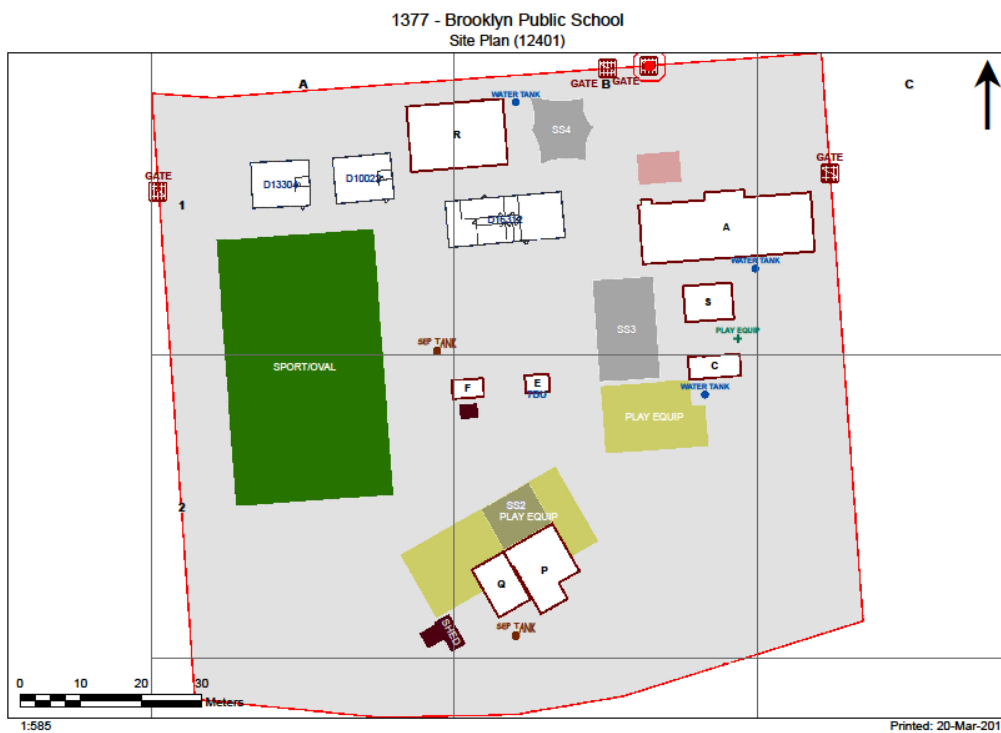 1377 - Brooklyn Public School
Site Plan (12401)
A
B
C
GATE
GATE
WATER TANK
R
SS4
GATE
GATE
D13304
D10022
1
A
WATER TANK
S
SS3
PLAY EQUIP
SEP TANK
SPORT/OVAL
C
F
E
WATER TANK
PLAY EQUIP
2
SS2
PLAY EQUIP
P
Q
SEP TANK
SHED
0 10 20 30
Meters
1:585
Printed: 20-Mar-201